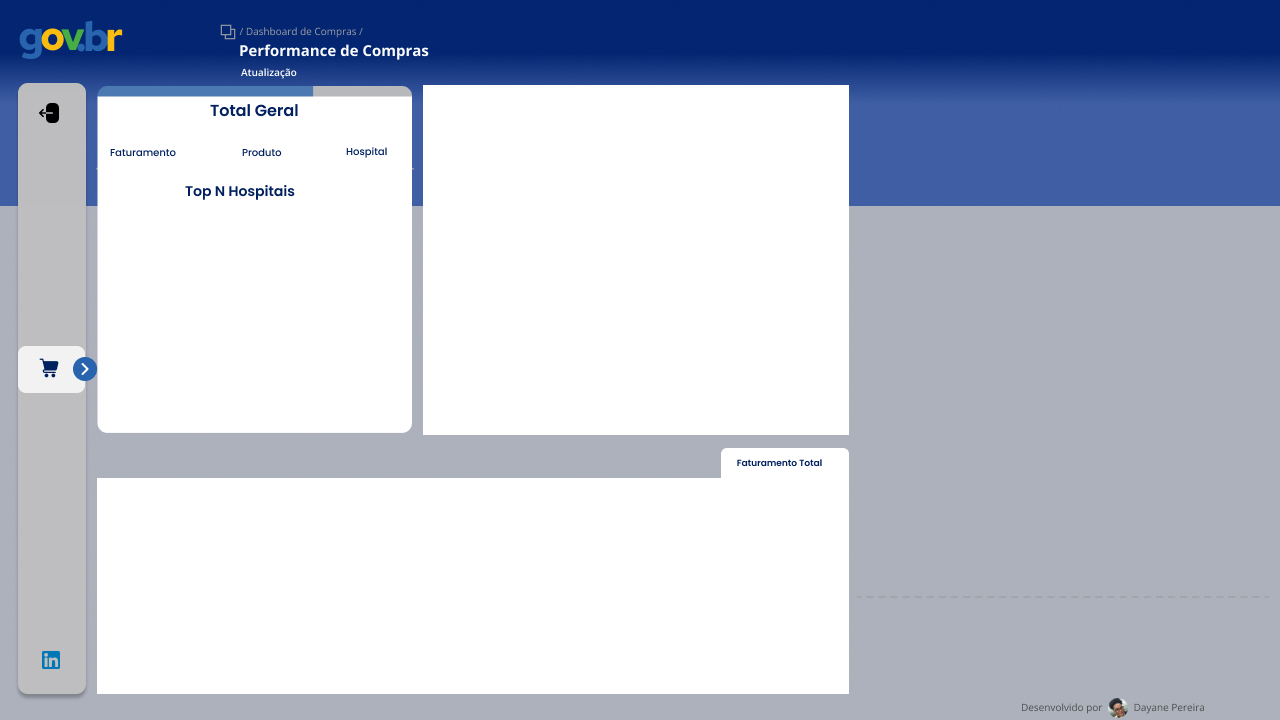 gov.br
/ Dashboard de Compras /
Performance de Compras
Atualização
Total Geral
Faturamento
Produto
Hospital
Top N Hospitais
Faturamento Total
in
Desenvolvido por
Dayane Pereira